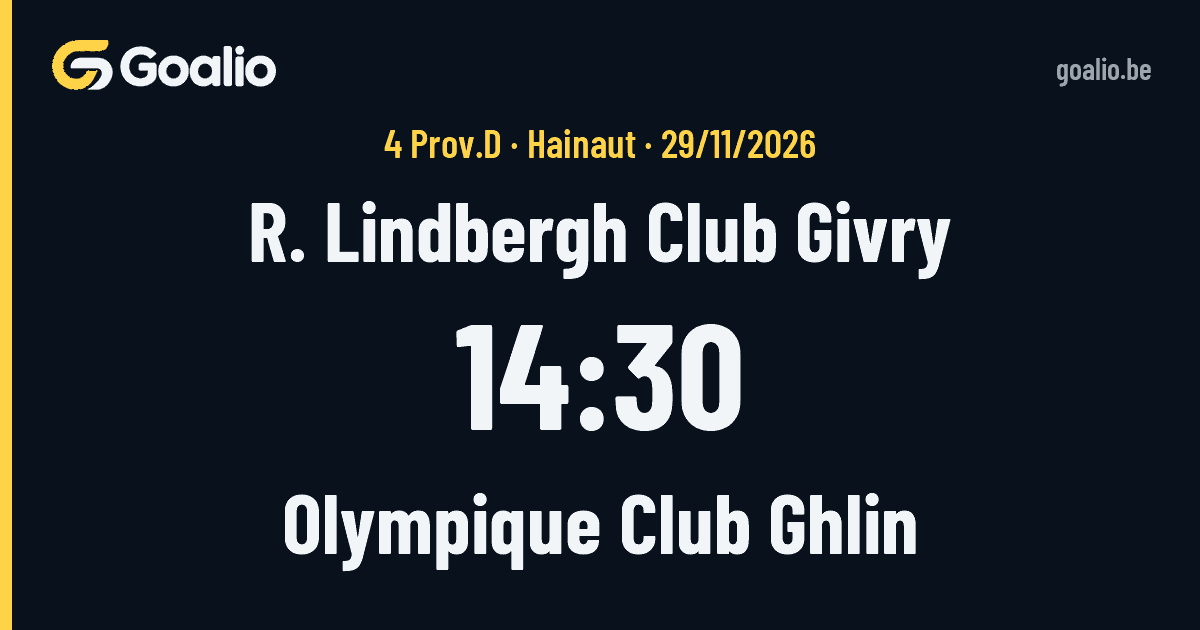 Goalio
goalio.be
4 Prov.D · Hainaut · 29/11/2026
R. Lindbergh Club Givry
14:30
Olympique Club Ghlin